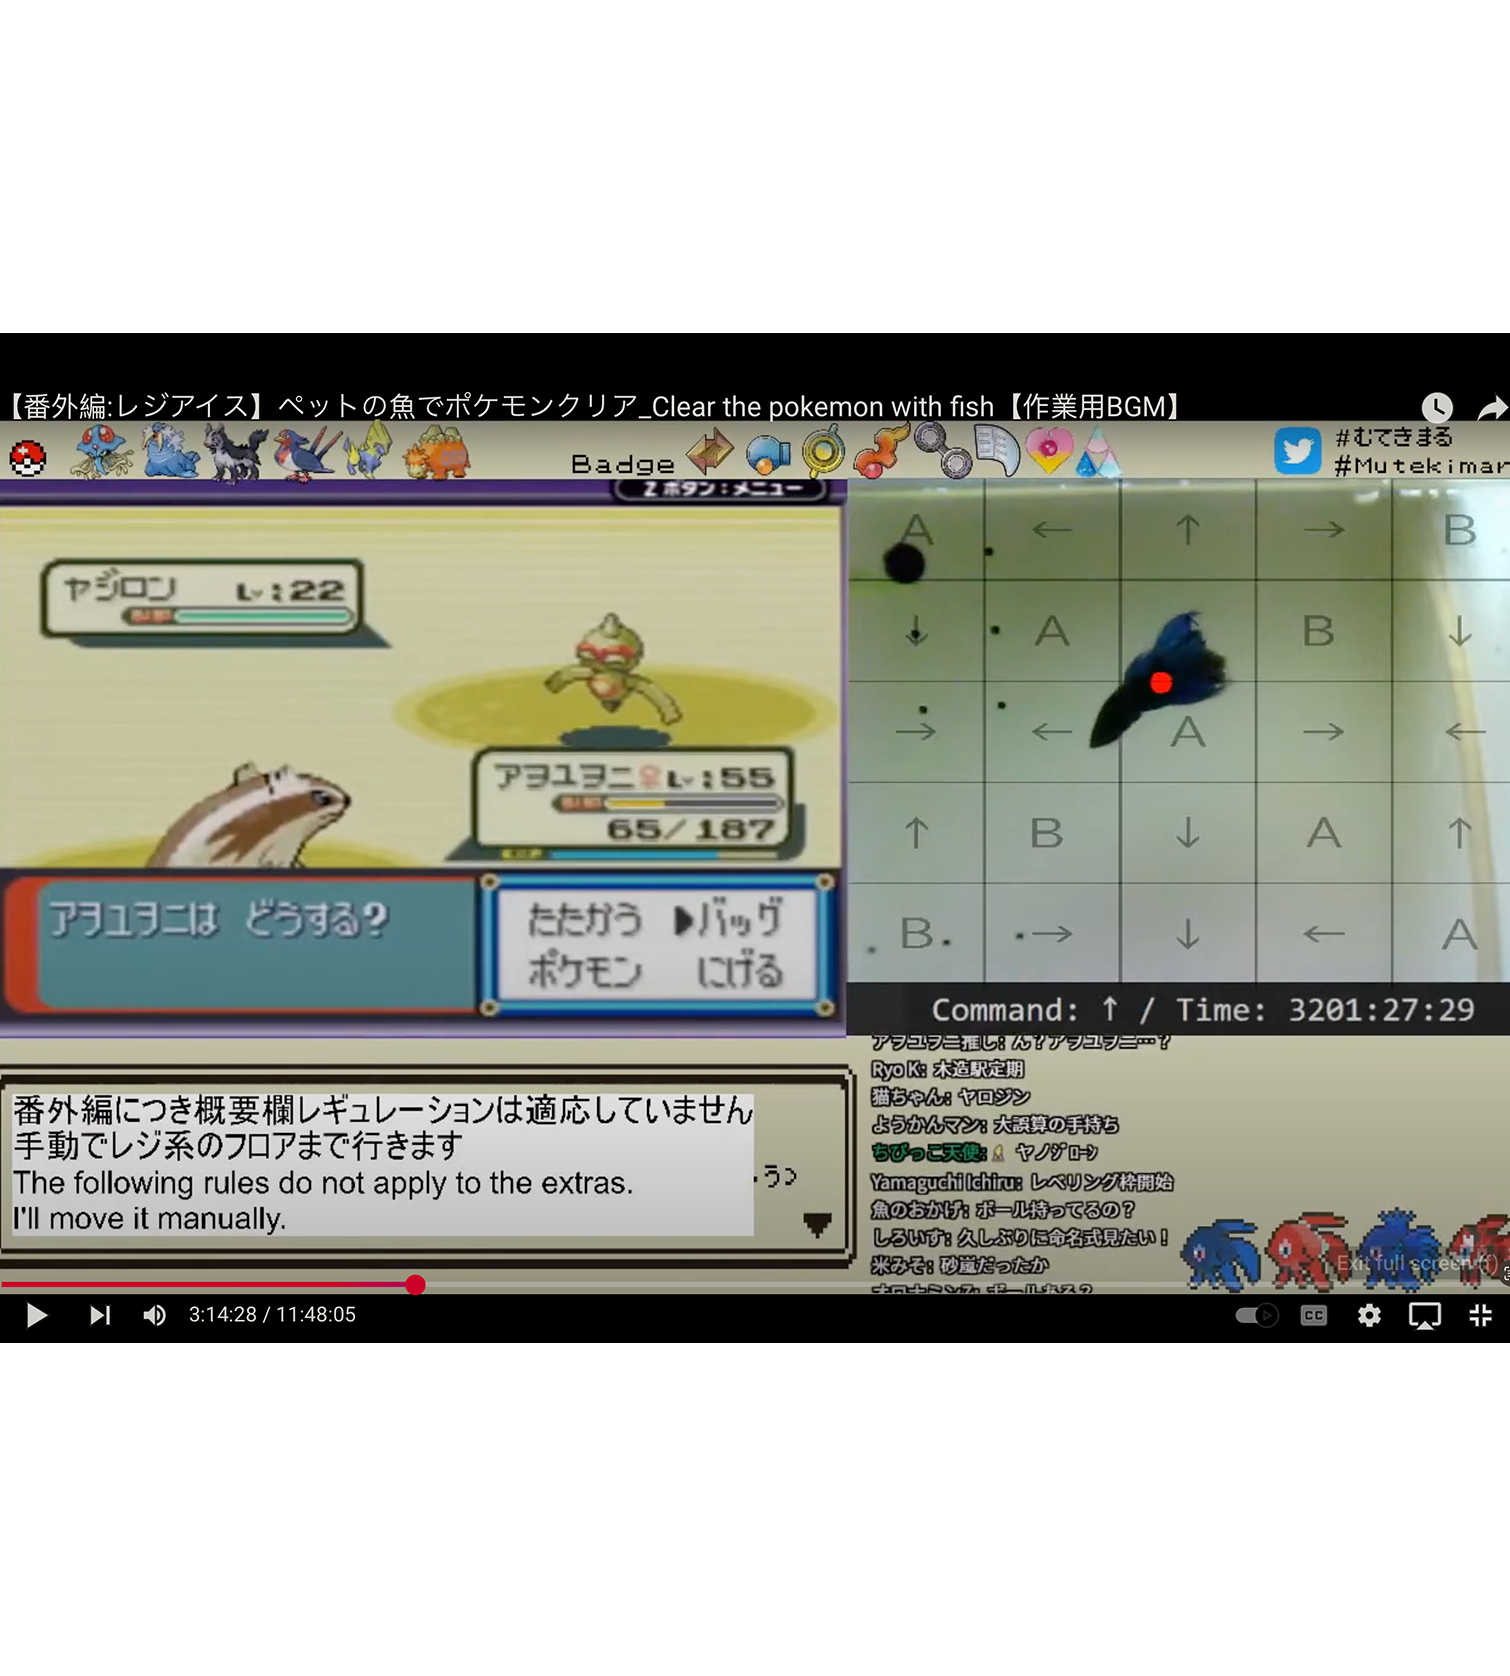 【番外編:レジアイス】ペットの魚でポケモンクリア_Clear the pokemon with fish【作業用BGM】
Badge
#むてきまる
#Mutekimar
Zボタン:メニュー
ヤジロン Lv:22
アヲユヲニ♀Lv:55
65/187
アヲユヲニは どうする?
たたかう ▶バッグ
ポケモン にげる
A ← ↑ → B
↓ A B ↓
→ ← A → ←
↑ B ↓ A ↑
B → ↓ ← A
Command: ↑ / Time: 3201:27:29
アヲユヲニ推し: ん?アヲユヲニ…?
Ryo K: 木造駅定期
猫ちゃん: ヤロジン
ようかんマン: 大誤算の手持ち
ちびっこ天使: ヤノジローン
Yamaguchi Ichiru: レベリング枠開始
魚のおかげ: ボール持ってるの?
しろいす: 久しぶりに命名式見たい!
米みそ: 砂嵐だったか
番外編につき概要欄レギュレーションは適応していません
手動でレジ系のフロアまで行きます
The following rules do not apply to the extras.
I'll move it manually.
Exit full screen (f)
3:14:28 / 11:48:05
CC